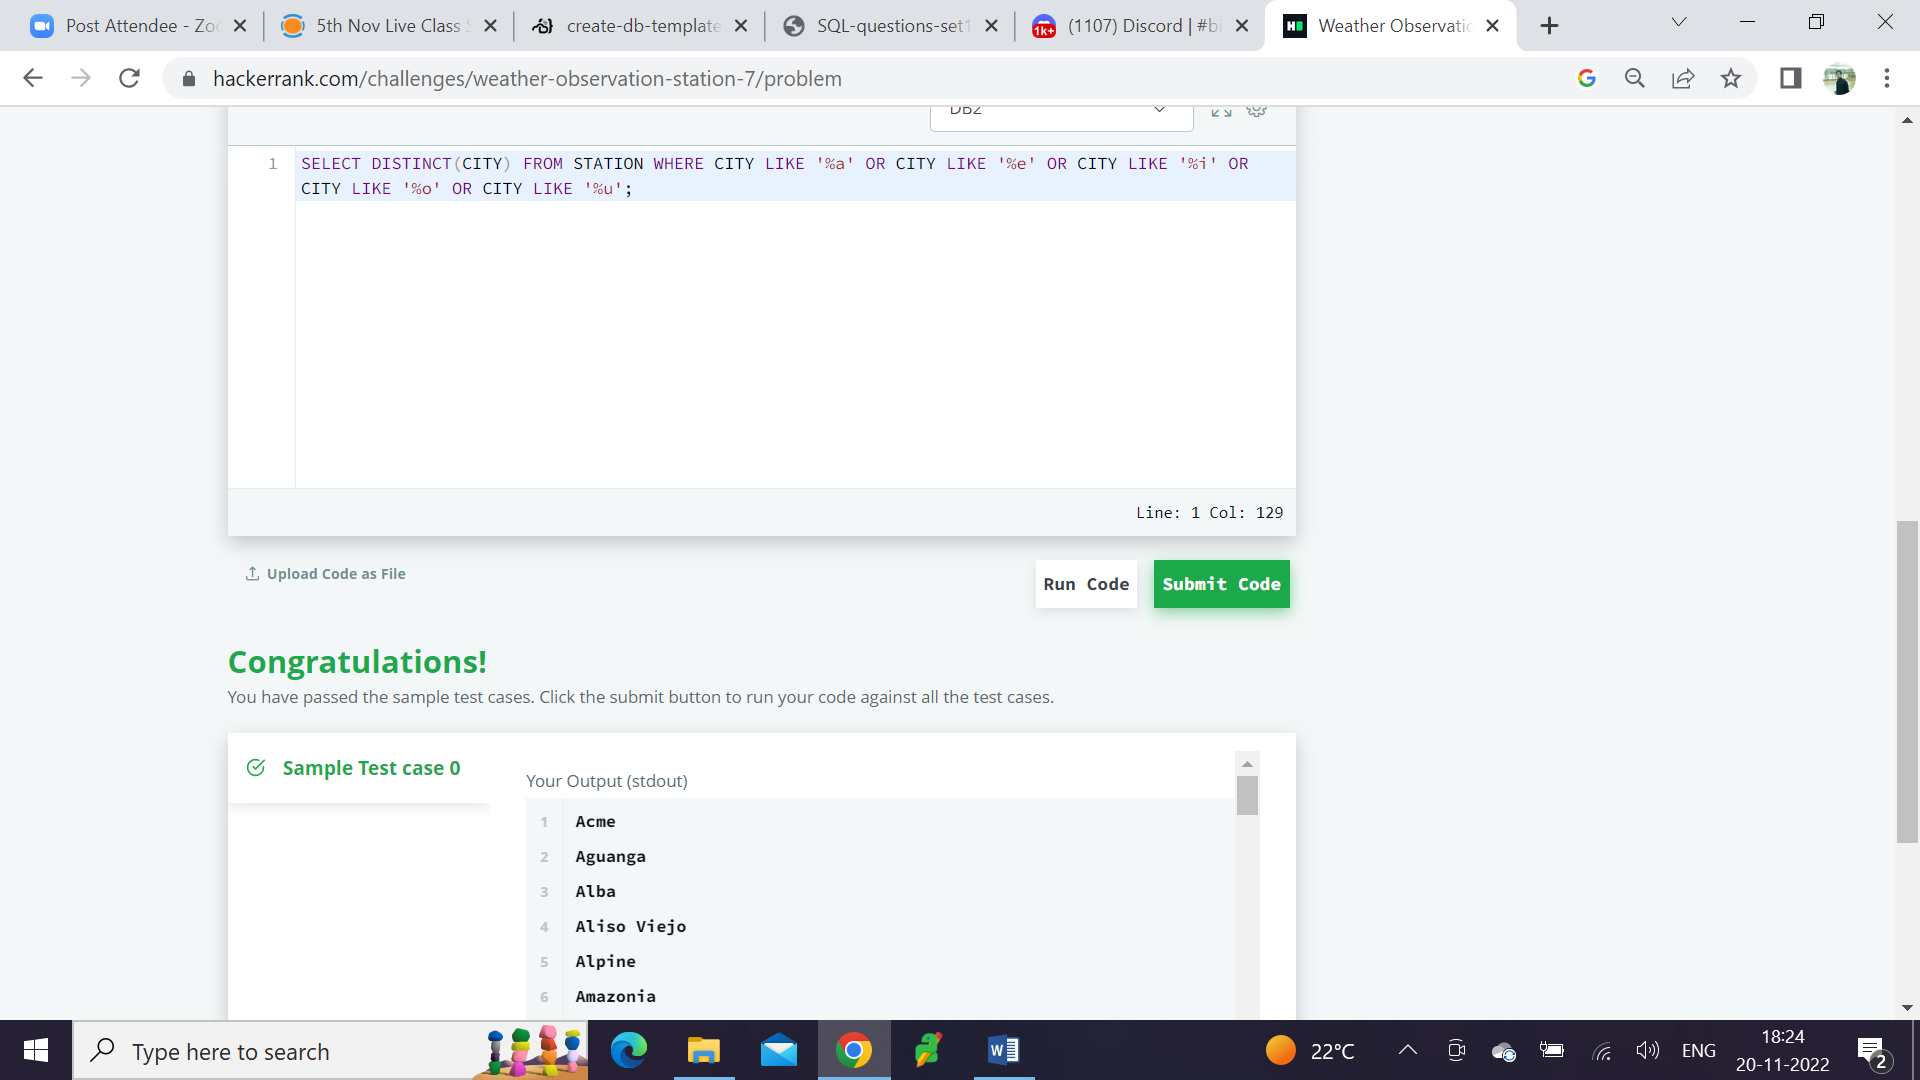 Post Attendee - Zoo
5th Nov Live Class S
create-db-template
SQL-questions-set1
(1107) Discord | #bi
Weather Observatio
1k+
hackerrank.com/challenges/weather-observation-station-7/problem
DB2
1 SELECT DISTINCT(CITY) FROM STATION WHERE CITY LIKE '%a' OR CITY LIKE '%e' OR CITY LIKE '%i' OR
CITY LIKE '%o' OR CITY LIKE '%u';
Line: 1 Col: 129
Upload Code as File
Run Code
Submit Code
Congratulations!
You have passed the sample test cases. Click the submit button to run your code against all the test cases.
Sample Test case 0
Your Output (stdout)
1 Acme
2 Aguanga
3 Alba
4 Aliso Viejo
5 Alpine
6 Amazonia
Type here to search
22°C
ENG
18:24
20-11-2022
2